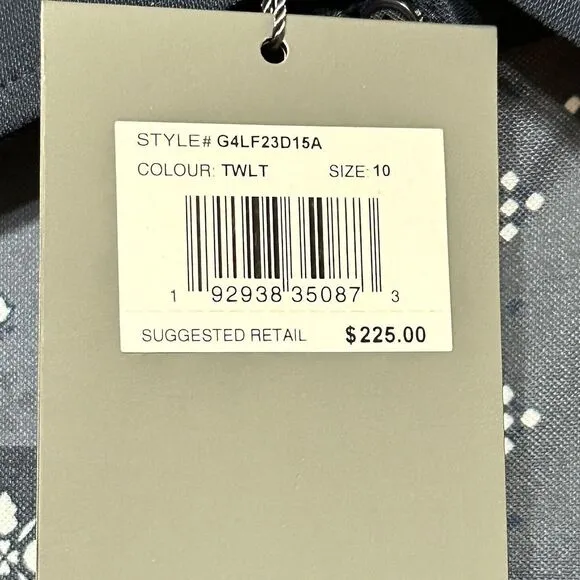 STYLE# G4LF23D15A
COLOUR: TWLT SIZE: 10
1 92938 35087 3
SUGGESTED RETAIL $225.00